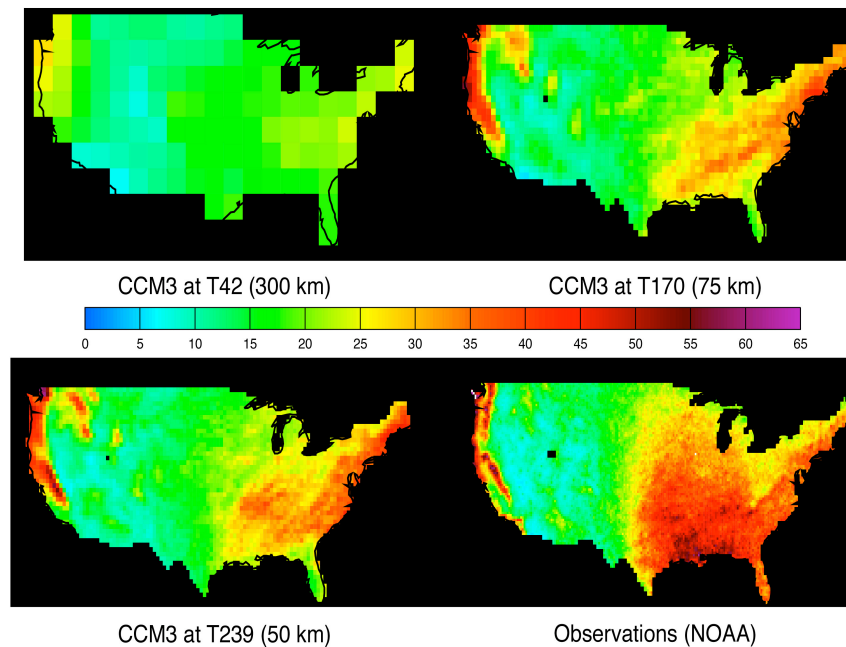 CCM3 at T42 (300 km)
CCM3 at T170 (75 km)
0 5 10 15 20 25 30 35 40 45 50 55 60 65
CCM3 at T239 (50 km)
Observations (NOAA)